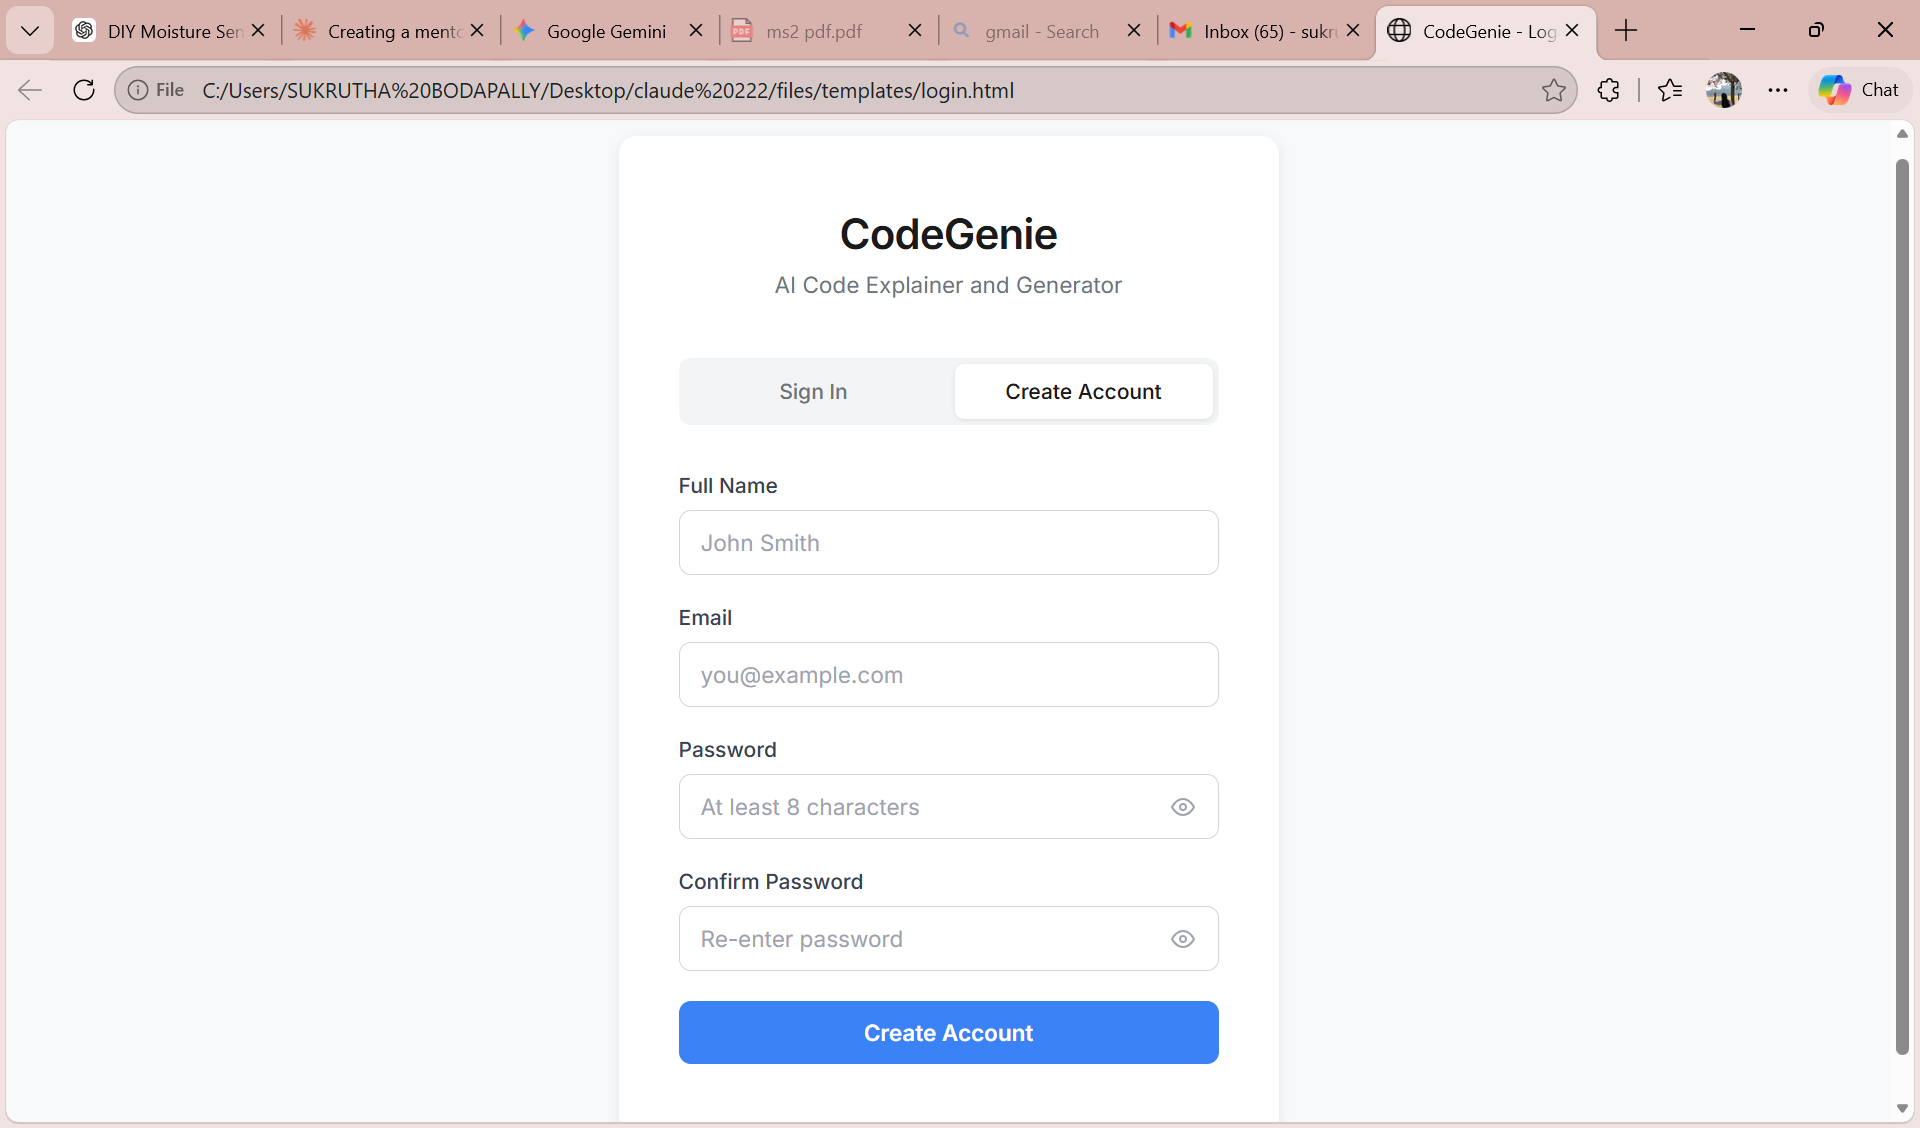 DIY Moisture Sen
Creating a mento
Google Gemini
PDF
ms2 pdf.pdf
gmail - Search
Inbox (65) - sukru
CodeGenie - Log
File
C:/Users/SUKRUTHA%20BODAPALLY/Desktop/claude%20222/files/templates/login.html
Chat
CodeGenie
AI Code Explainer and Generator
Sign In
Create Account
Full Name
John Smith
Email
you@example.com
Password
At least 8 characters
Confirm Password
Re-enter password
Create Account